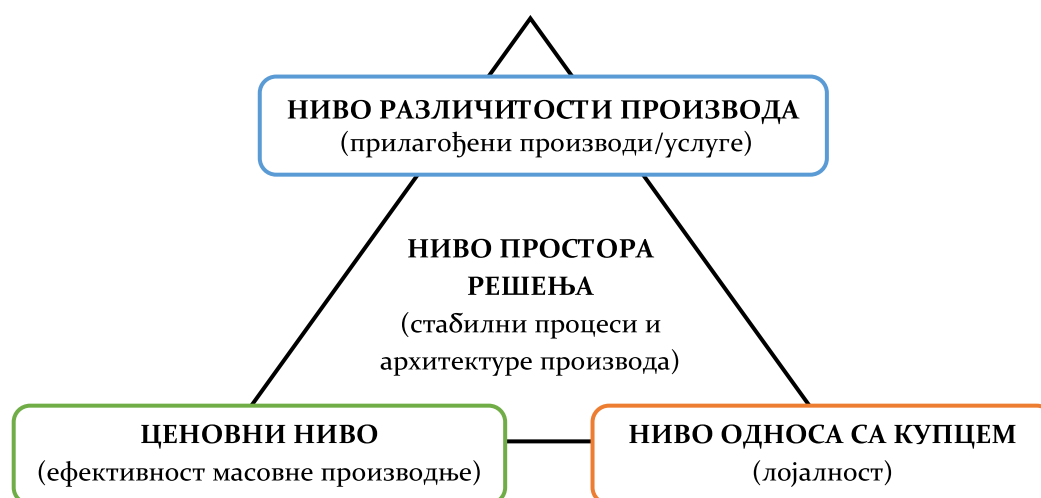 НИВО РАЗЛИЧИТОСТИ ПРОИЗВОДА
(прилагођени производи/услуге)
НИВО ПРОСТОРА
РЕШЕЊА
(стабилни процеси и
архитектуре производа)
ЦЕНОВНИ НИВО
(ефективност масовне производње)
НИВО ОДНОСА СА КУПЦЕМ
(лојалност)